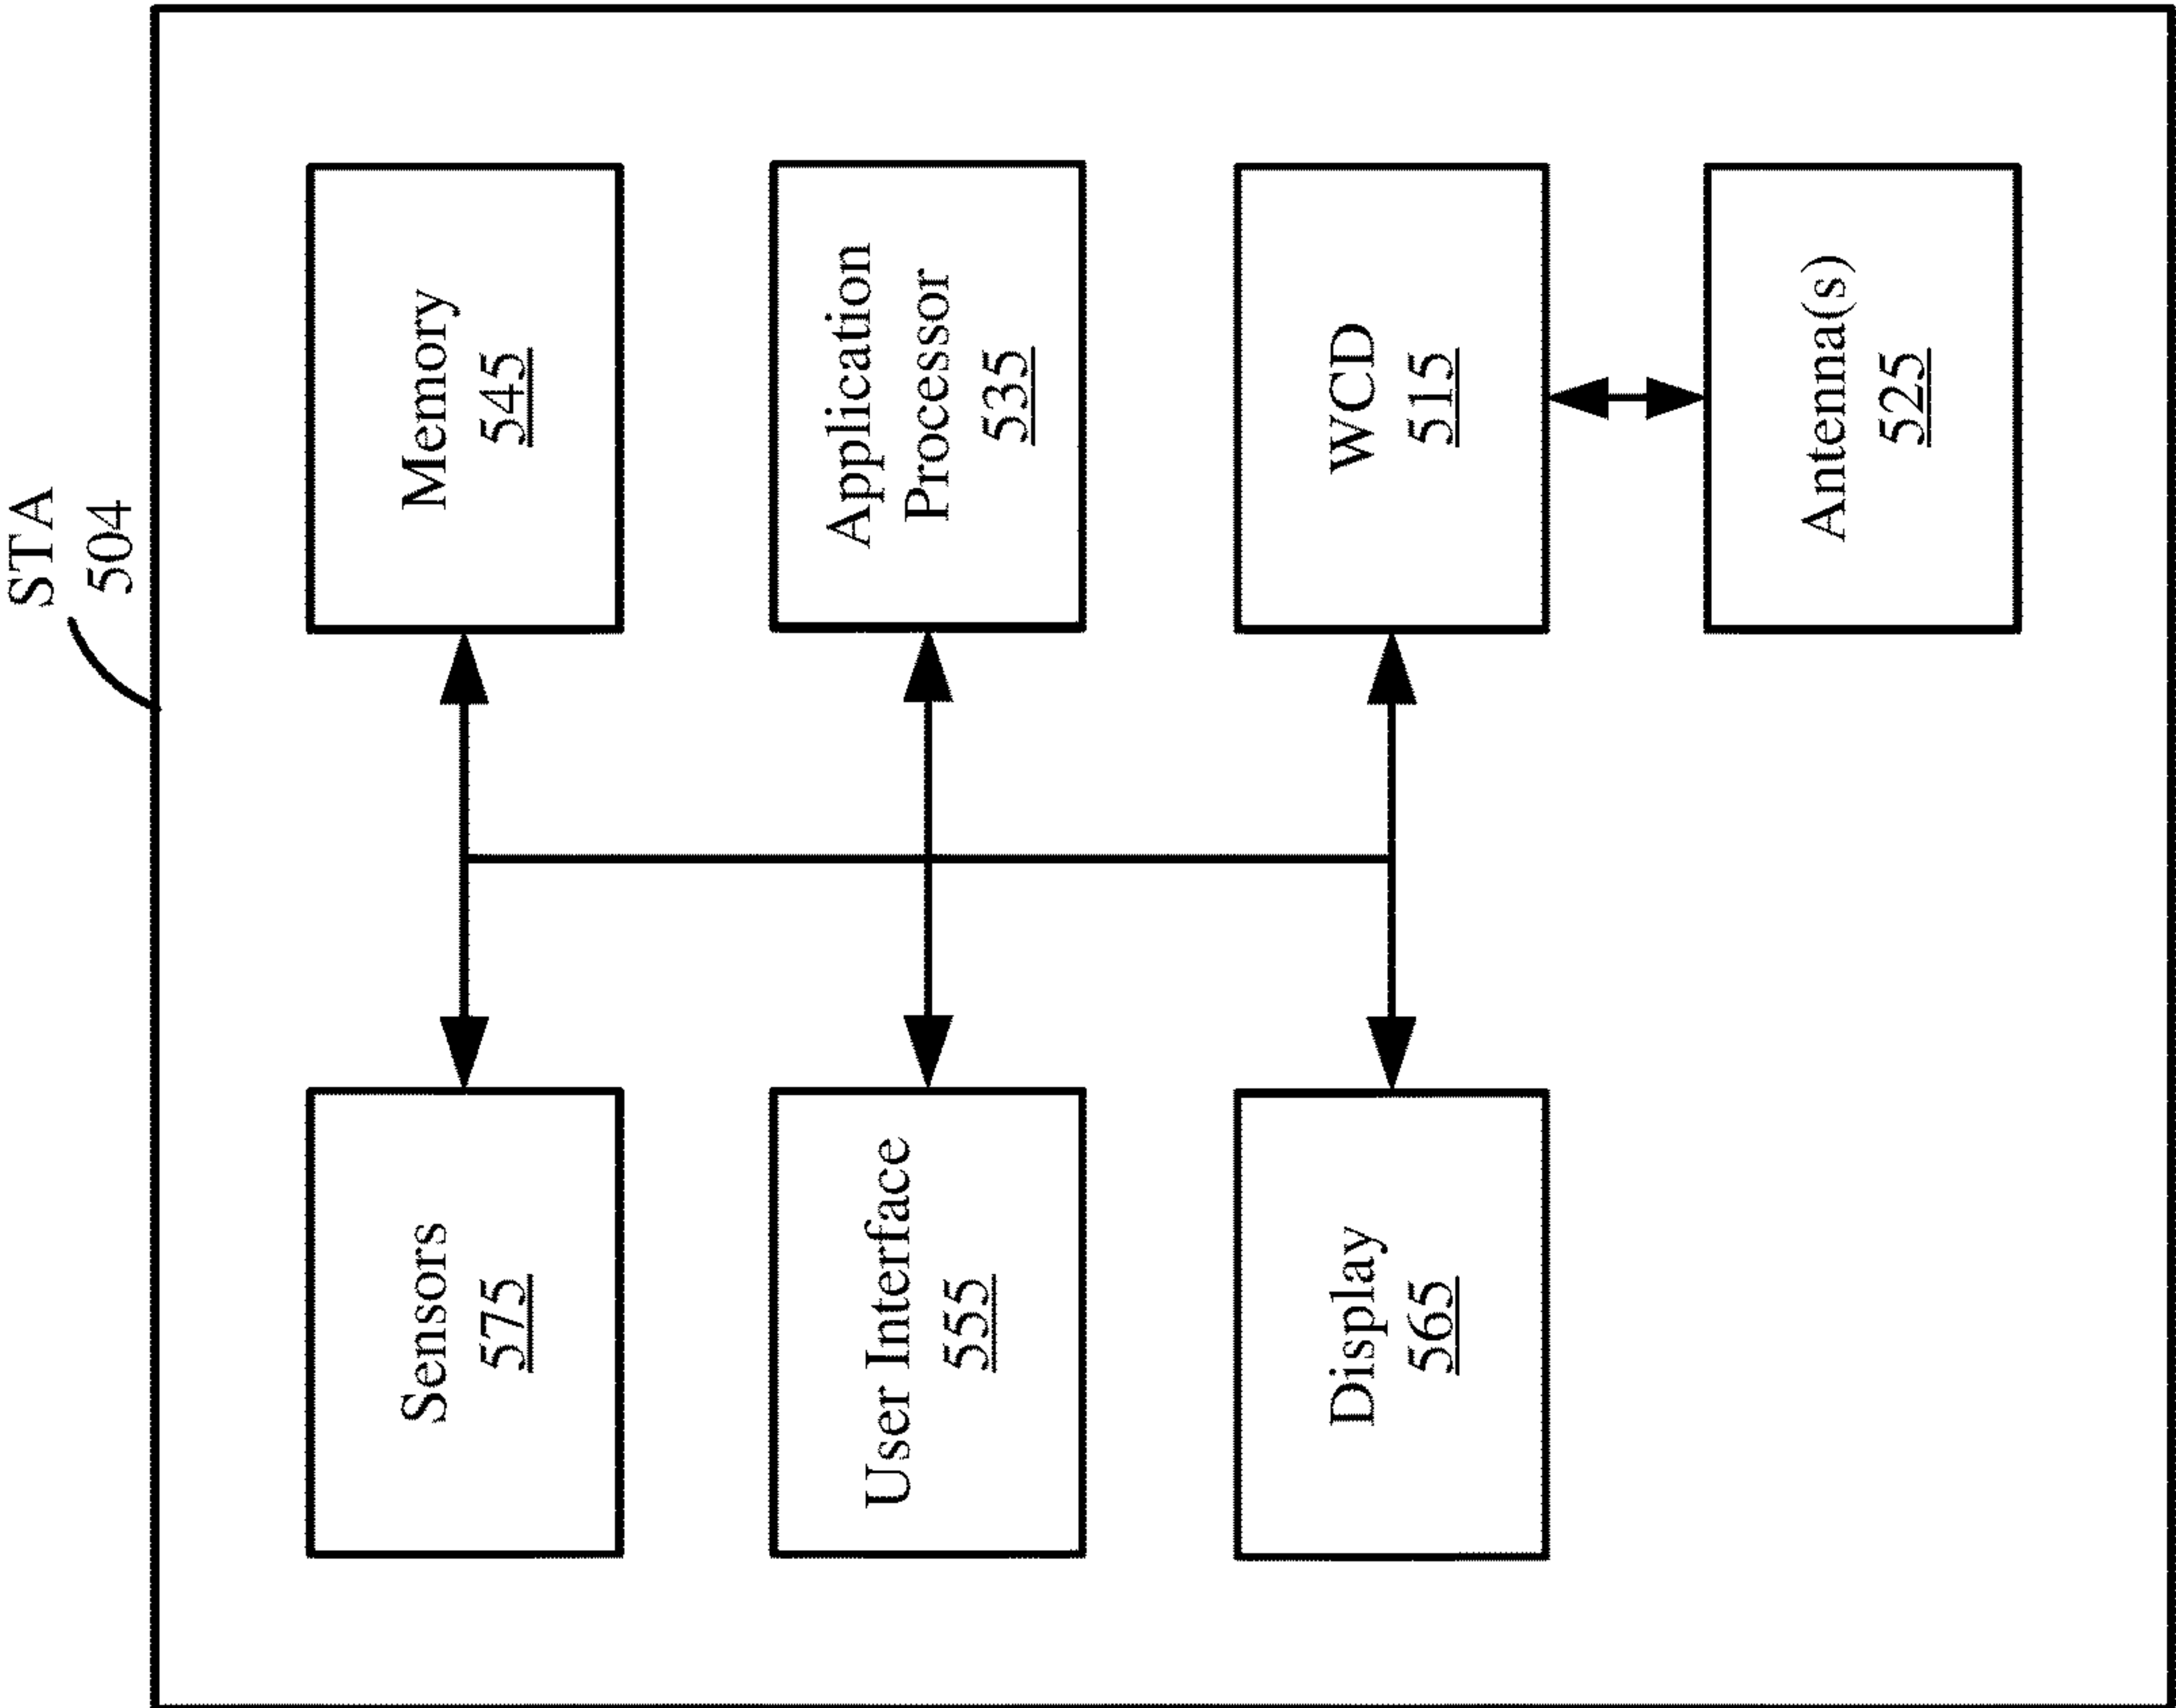 STA
504
Sensors
575
Memory
545
User Interface
555
Application
Processor
535
Display
565
WCD
515
Antenna(s)
525